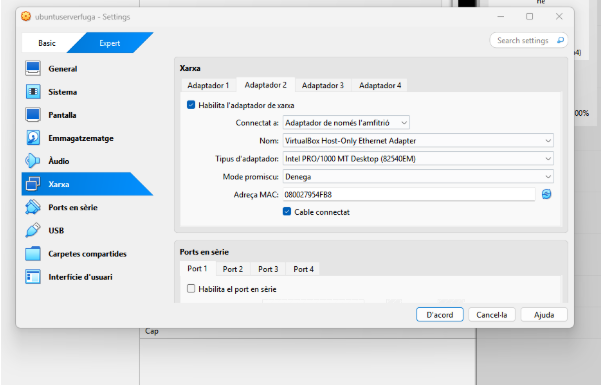 He
ubuntuserverfuga - Settings
Basic Expert
Search settings
General
Sistema
Pantalla
Emmagatzematge
Àudio
Xarxa
Ports en sèrie
USB
Carpetes compartides
Interfície d'usuari
Xarxa
Adaptador 1 Adaptador 2 Adaptador 3 Adaptador 4
Habilita l'adaptador de xarxa
Connectat a: Adaptador de només l'amfitrió
Nom: VirtualBox Host-Only Ethernet Adapter
Tipus d'adaptador: Intel PRO/1000 MT Desktop (82540EM)
Mode promiscu: Denega
Adreça MAC: 080027954FB8
Cable connectat
Ports en sèrie
Port 1 Port 2 Port 3 Port 4
Habilita el port en sèrie
D'acord Cancel·la Ajuda
4)
00%
Cap